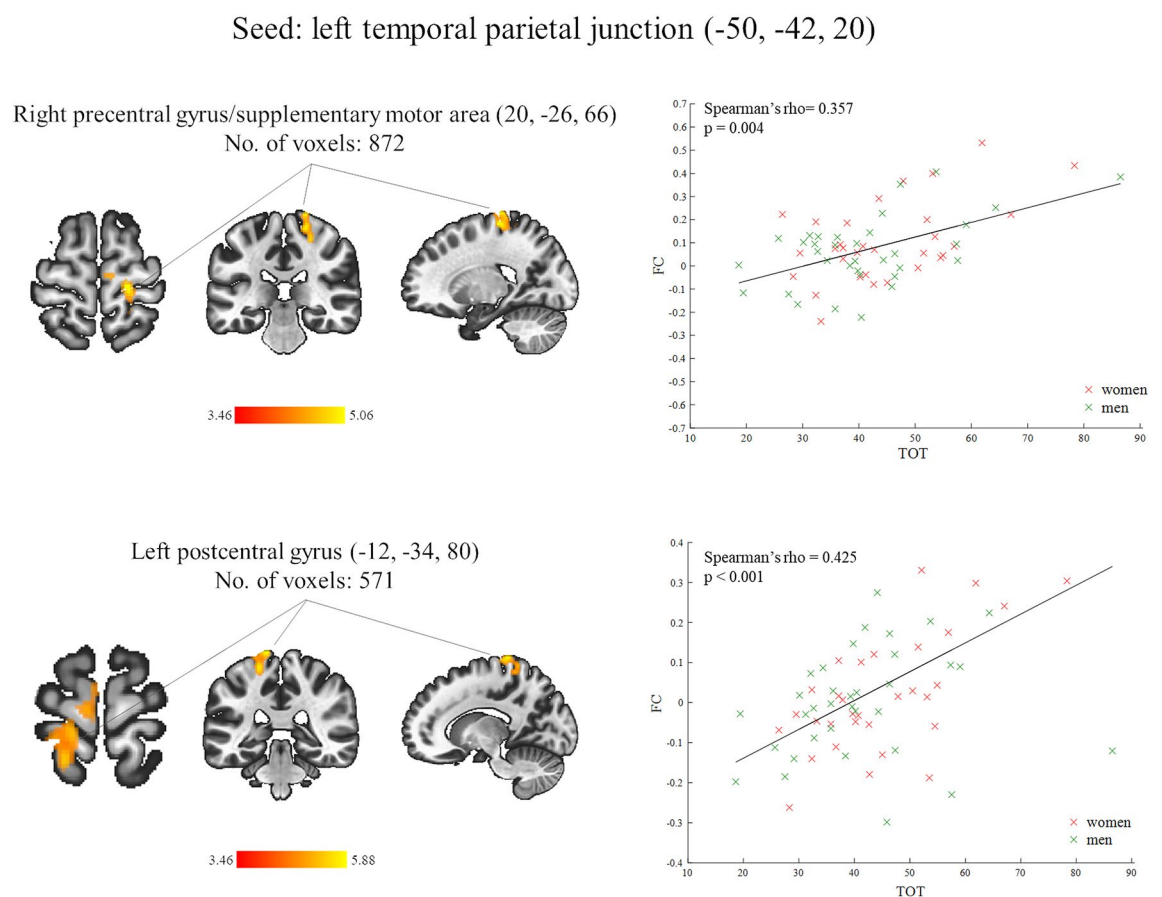 Seed: left temporal parietal junction (-50, -42, 20)
Right precentral gyrus/supplementary motor area (20, -26, 66)
No. of voxels: 872
3.46
5.06
Spearman's rho= 0.357
p = 0.004
0.7
0.6
0.5
0.4
0.3
0.2
0.1
0
-0.1
-0.2
-0.3
-0.4
-0.5
-0.6
-0.7
FC
10 20 30 40 50 60 70 80 90
TOT
women
men
Left postcentral gyrus (-12, -34, 80)
No. of voxels: 571
3.46
5.88
Spearman's rho = 0.425
p < 0.001
0.4
0.3
0.2
0.1
0
-0.1
-0.2
-0.3
-0.4
FC
10 20 30 40 50 60 70 80 90
TOT
women
men